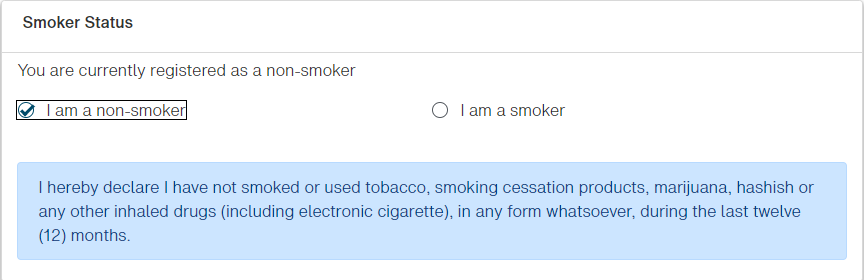 Smoker Status
You are currently registered as a non-smoker
I am a non-smoker
I am a smoker
I hereby declare I have not smoked or used tobacco, smoking cessation products, marijuana, hashish or
any other inhaled drugs (including electronic cigarette), in any form whatsoever, during the last twelve
(12) months.